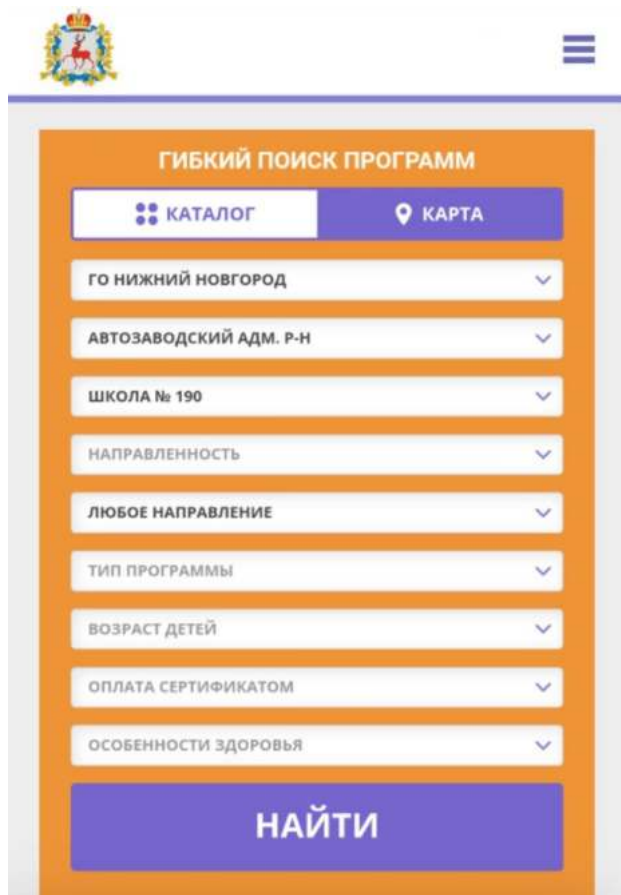 ГИБКИЙ ПОИСК ПРОГРАММ
КАТАЛОГ
КАРТА
ГО НИЖНИЙ НОВГОРОД
АВТОЗАВОДСКИЙ АДМ. Р-Н
ШКОЛА № 190
НАПРАВЛЕННОСТЬ
ЛЮБОЕ НАПРАВЛЕНИЕ
ТИП ПРОГРАММЫ
ВОЗРАСТ ДЕТЕЙ
ОПЛАТА СЕРТИФИКАТОМ
ОСОБЕННОСТИ ЗДОРОВЬЯ
НАЙТИ